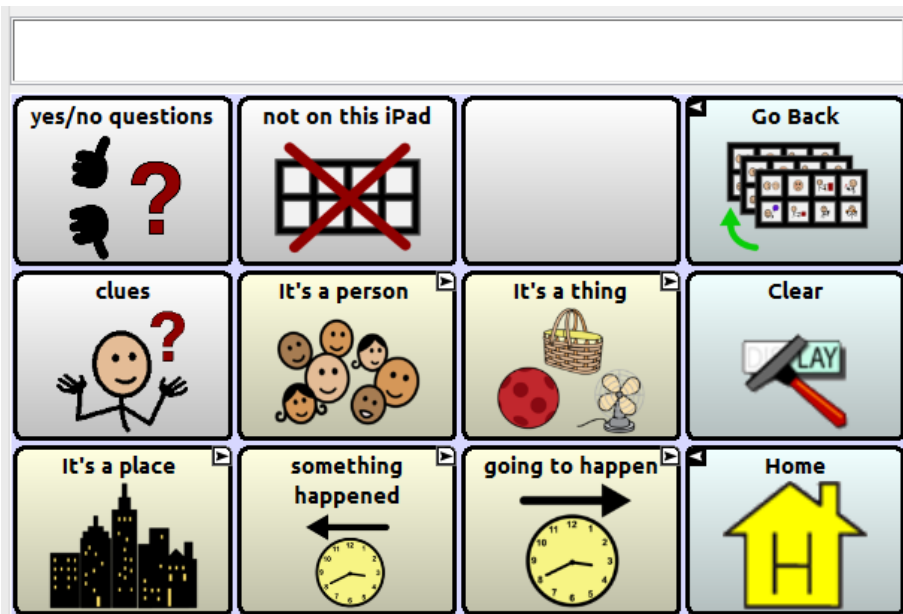 yes/no questions
not on this iPad
Go Back
clues
It's a person
It's a thing
Clear
DISPLAY
It's a place
something
happened
going to happen
Home
H